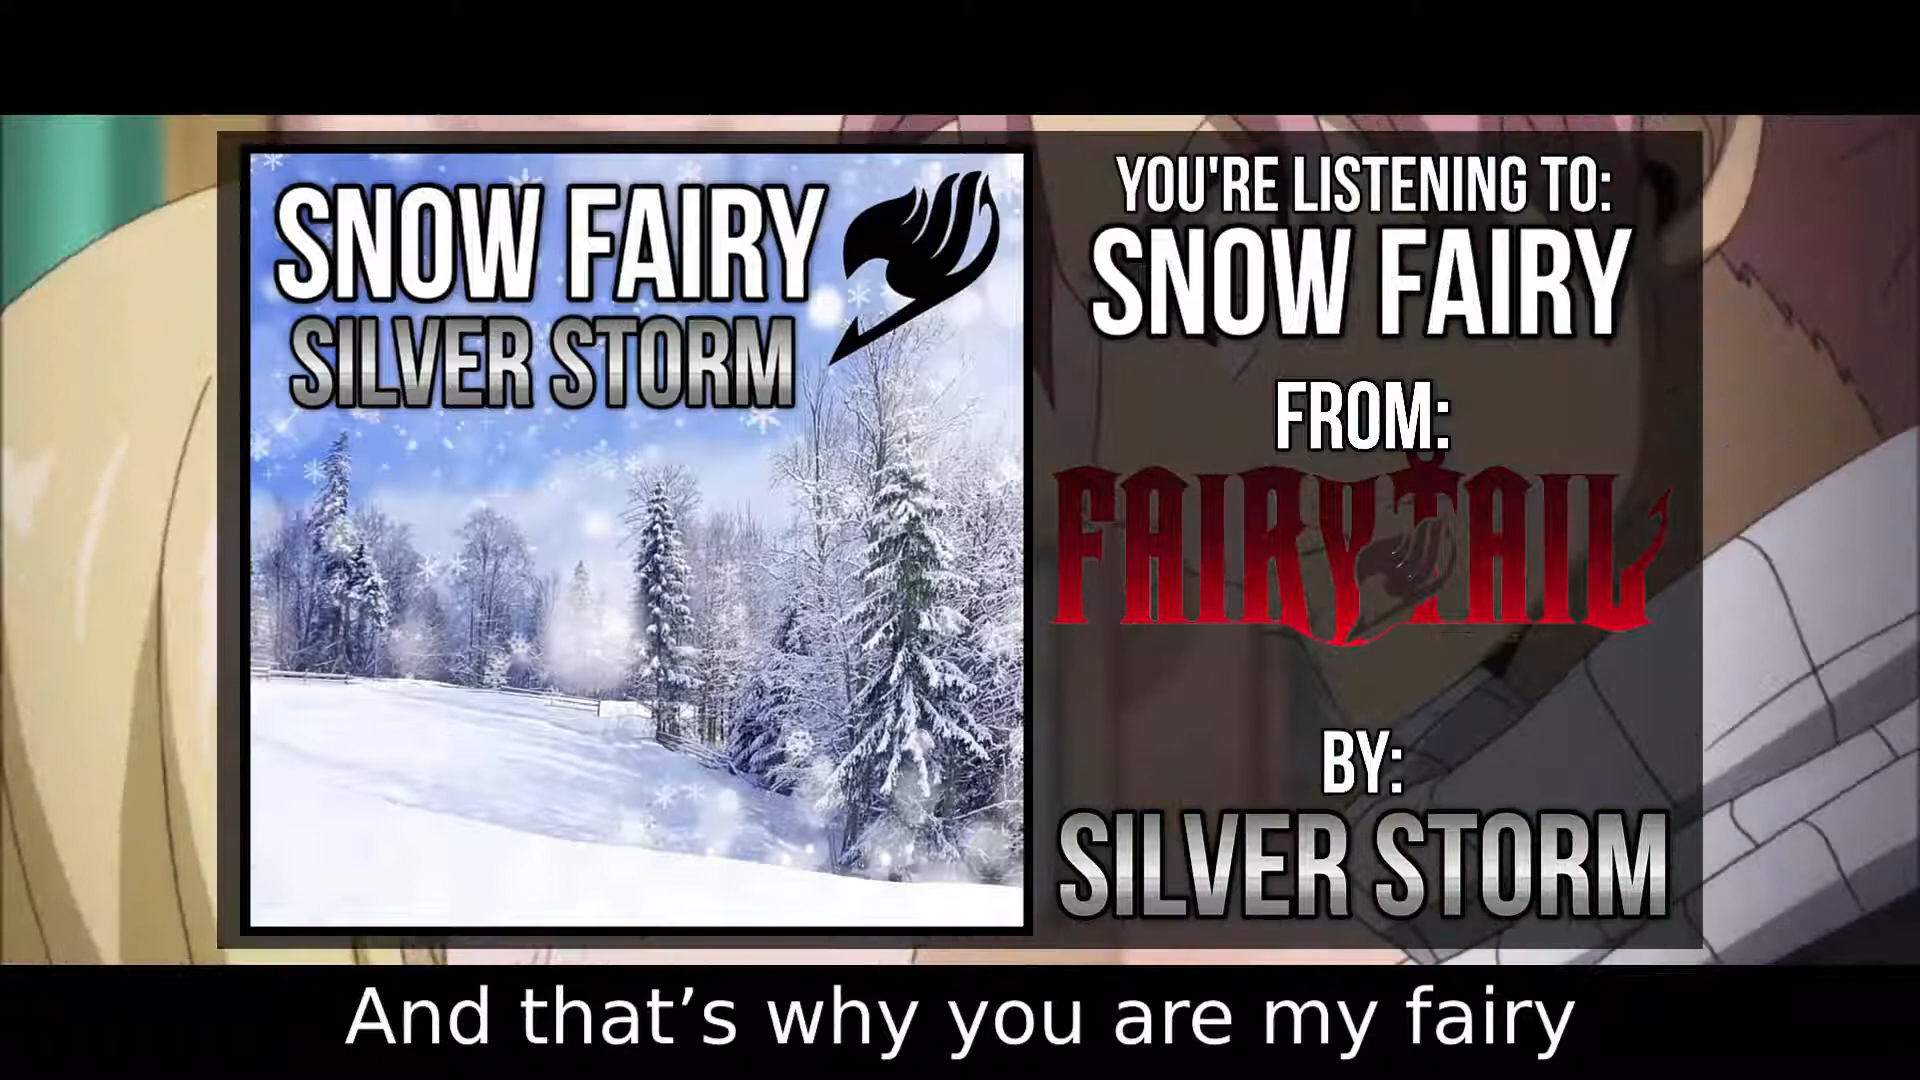 SNOW FAIRY
SILVER STORM
YOU'RE LISTENING TO:
SNOW FAIRY
FROM:
FAIRY TAIL
BY:
SILVER STORM
And that’s why you are my fairy